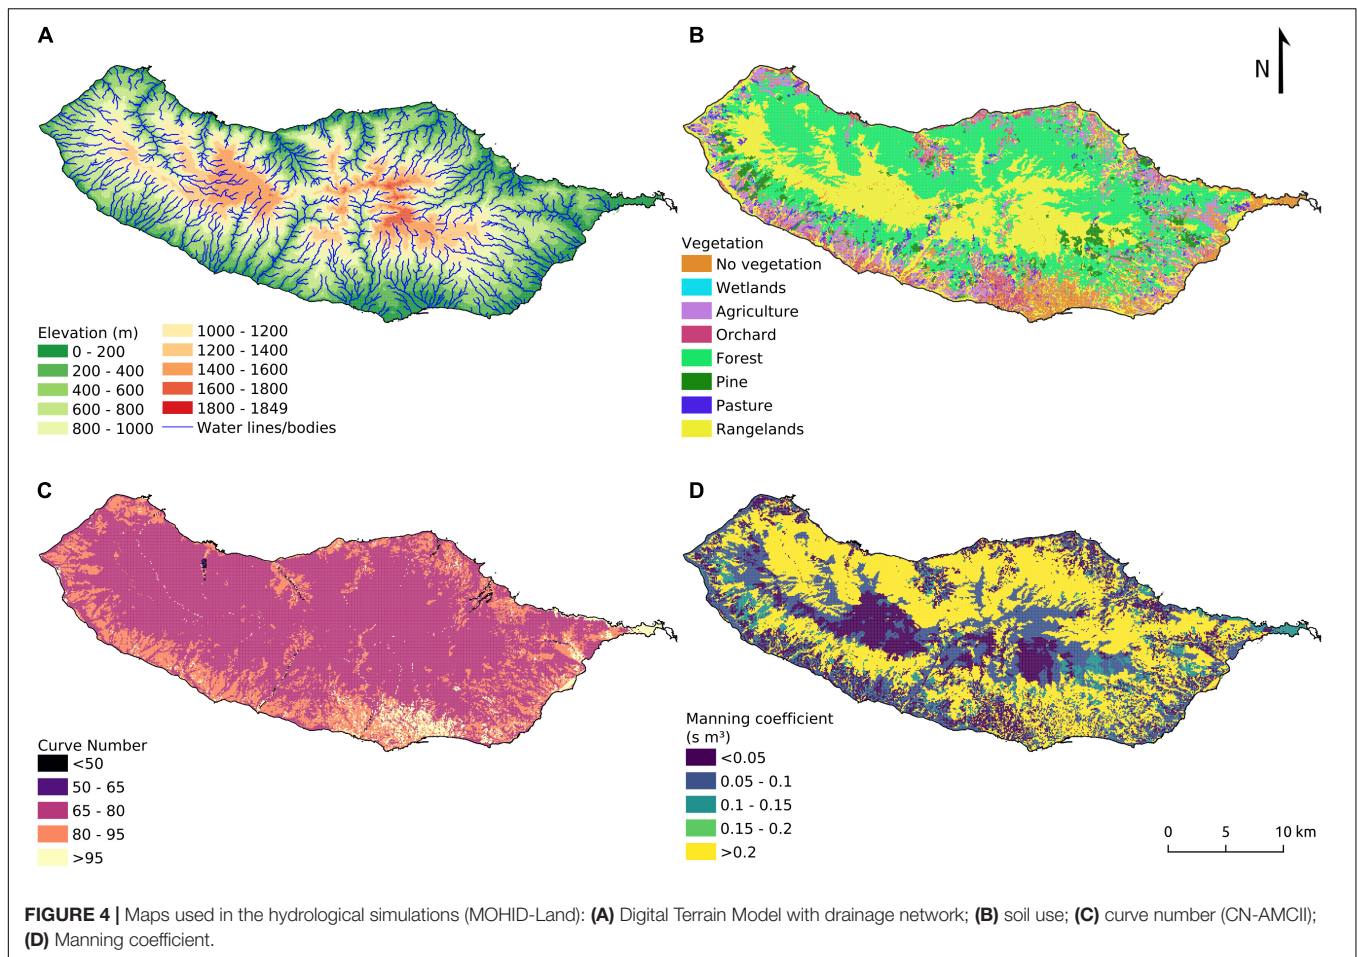 A
Elevation (m)
0 - 200
200 - 400
400 - 600
600 - 800
800 - 1000
1000 - 1200
1200 - 1400
1400 - 1600
1600 - 1800
1800 - 1849
Water lines/bodies
B
N
Vegetation
No vegetation
Wetlands
Agriculture
Orchard
Forest
Pine
Pasture
Rangelands
C
Curve Number
<50
50 - 65
65 - 80
80 - 95
>95
D
Manning coefficient
(s m³)
<0.05
0.05 - 0.1
0.1 - 0.15
0.15 - 0.2
>0.2
0 5 10 km
FIGURE 4 | Maps used in the hydrological simulations (MOHID-Land): (A) Digital Terrain Model with drainage network; (B) soil use; (C) curve number (CN-AMCII);
(D) Manning coefficient.